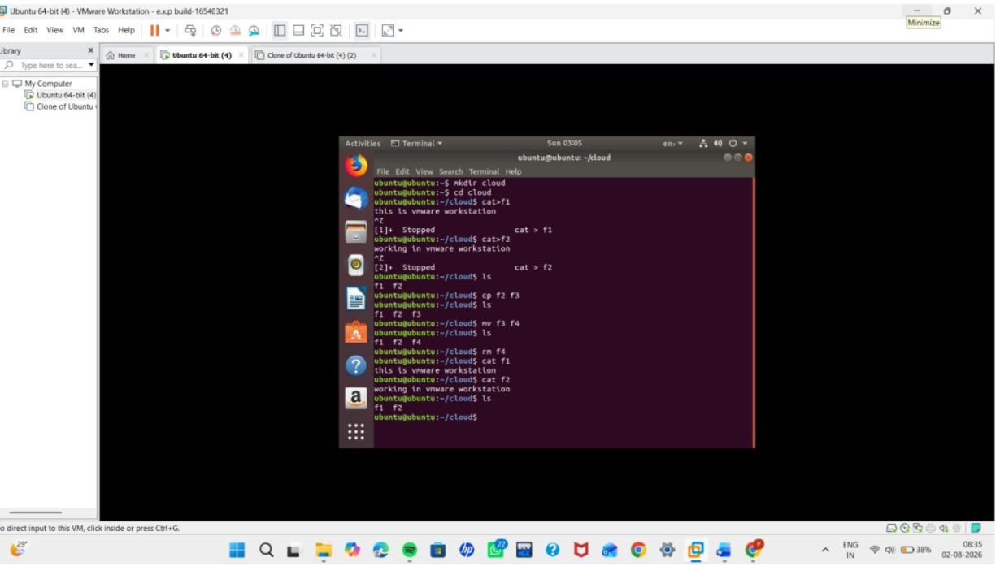 Ubuntu 64-bit (4) - VMware Workstation - e.x.p build-16540321
Minimize
File Edit View VM Tabs Help
Library X
Home × Ubuntu 64-bit (4) × Clone of Ubuntu 64-bit (4) (2) ×
Type here to sea...
My Computer
Ubuntu 64-bit (4)
Clone of Ubuntu
Activities Terminal Sun 03:05 en₁
ubuntu@ubuntu: ~/cloud
File Edit View Search Terminal Help
ubuntu@ubuntu:~$ mkdir cloud
ubuntu@ubuntu:~$ cd cloud
ubuntu@ubuntu:~/cloud$ cat>f1
this is vmware workstation
^Z
[1]+ Stopped cat > f1
ubuntu@ubuntu:~/cloud$ cat>f2
working in vmware workstation
^Z
[2]+ Stopped cat > f2
ubuntu@ubuntu:~/cloud$ ls
f1 f2
ubuntu@ubuntu:~/cloud$ cp f2 f3
ubuntu@ubuntu:~/cloud$ ls
f1 f2 f3
ubuntu@ubuntu:~/cloud$ mv f3 f4
ubuntu@ubuntu:~/cloud$ ls
f1 f2 f4
ubuntu@ubuntu:~/cloud$ rm f4
ubuntu@ubuntu:~/cloud$ cat f1
this is vmware workstation
ubuntu@ubuntu:~/cloud$ cat f2
working in vmware workstation
ubuntu@ubuntu:~/cloud$ ls
f1 f2
ubuntu@ubuntu:~/cloud$
o direct input to this VM, click inside or press Ctrl+G.
29°
22
ENG
IN
38%
08:35
02-08-2026